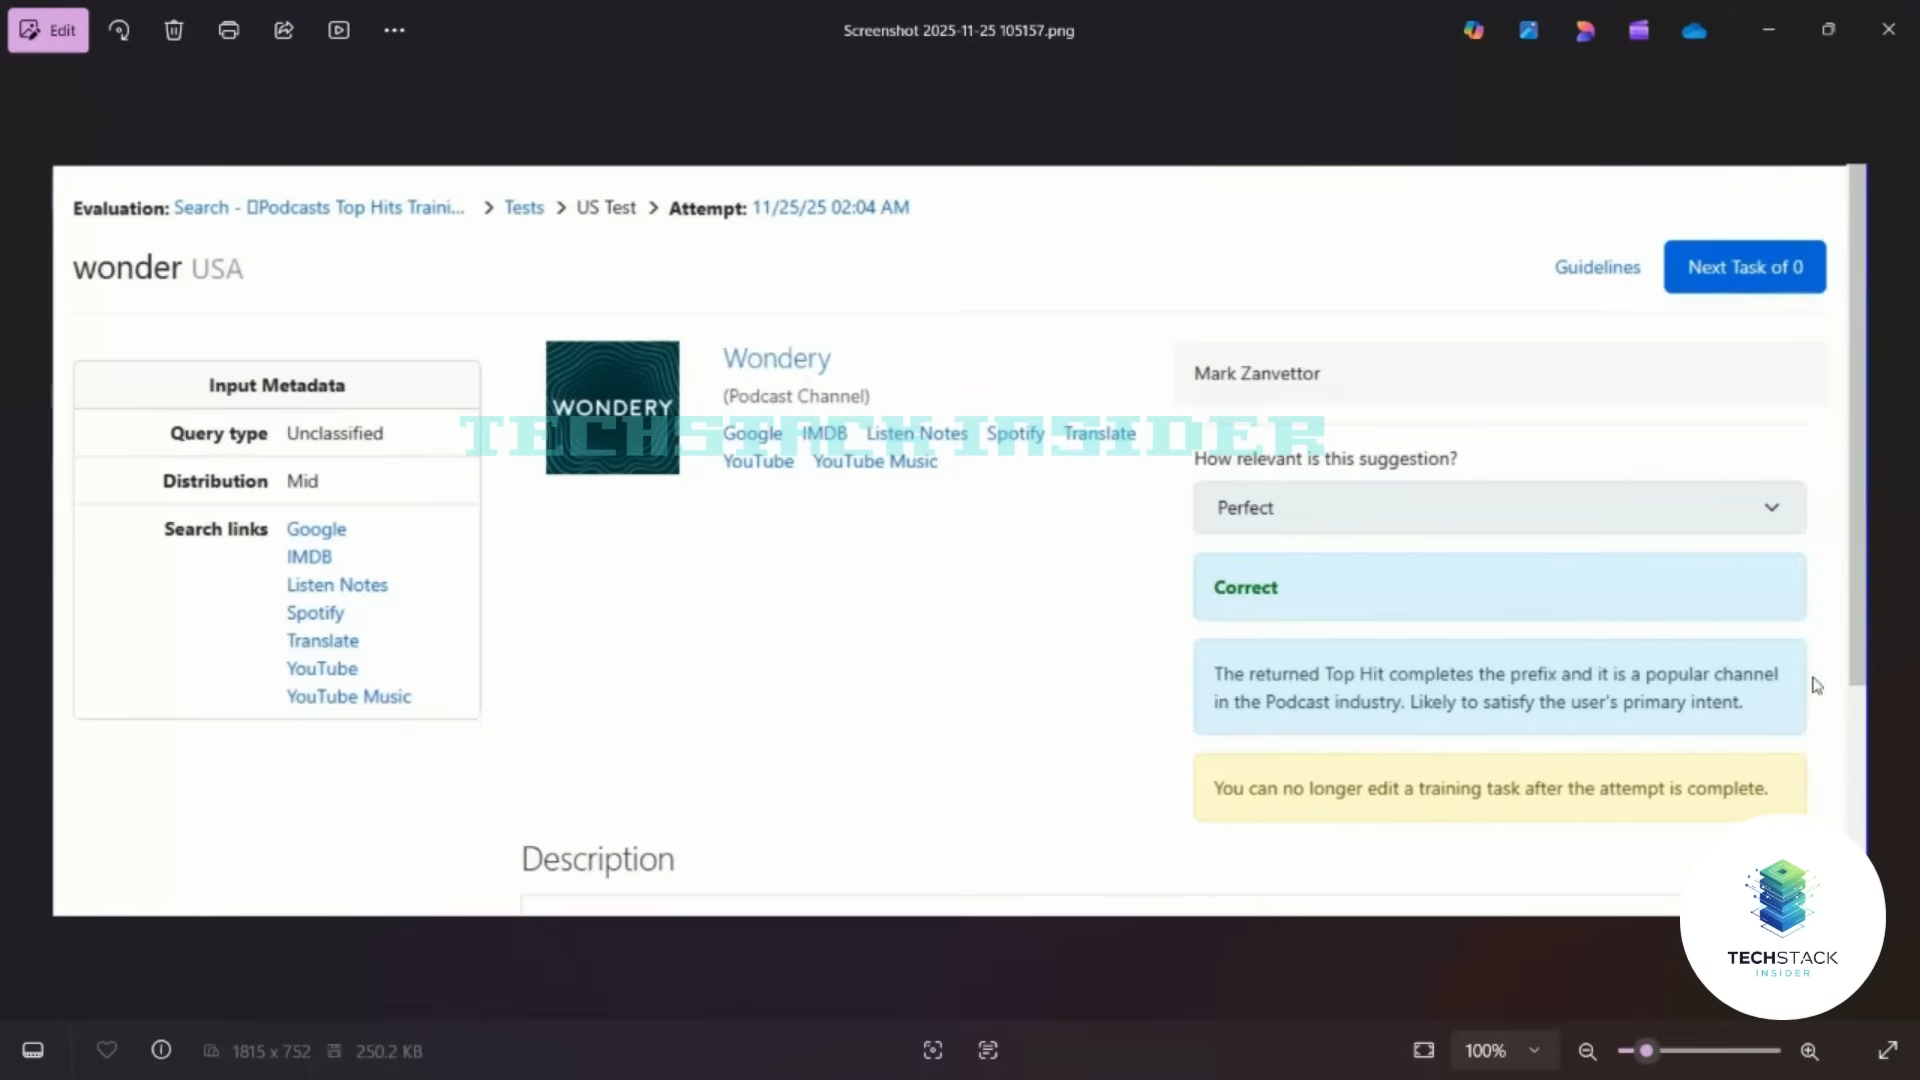 Edit
Screenshot 2025-11-25 105157.png
Evaluation: Search - ▯Podcasts Top Hits Traini... > Tests > US Test > Attempt: 11/25/25 02:04 AM
wonder USA
Guidelines
Next Task of 0
Input Metadata
Query type Unclassified
Distribution Mid
Search links Google
IMDB
Listen Notes
Spotify
Translate
YouTube
YouTube Music
WONDERY
Wondery
(Podcast Channel)
Google IMDB Listen Notes Spotify Translate
YouTube YouTube Music
TECHSTACK INSIDER
Mark Zanvettor
How relevant is this suggestion?
Perfect
Correct
The returned Top Hit completes the prefix and it is a popular channel
in the Podcast industry. Likely to satisfy the user's primary intent.
You can no longer edit a training task after the attempt is complete.
Description
TECHSTACK
INSIDER
1815 x 752
250.2 KB
100%